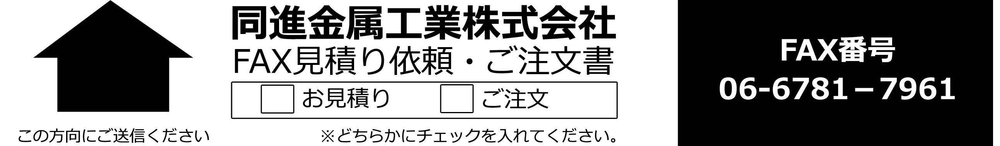 同進金属工業株式会社
FAX見積り依頼・ご注文書
お見積り ご注文
※どちらかにチェックを入れてください。
この方向にご送信ください
FAX番号
06-6781−7961